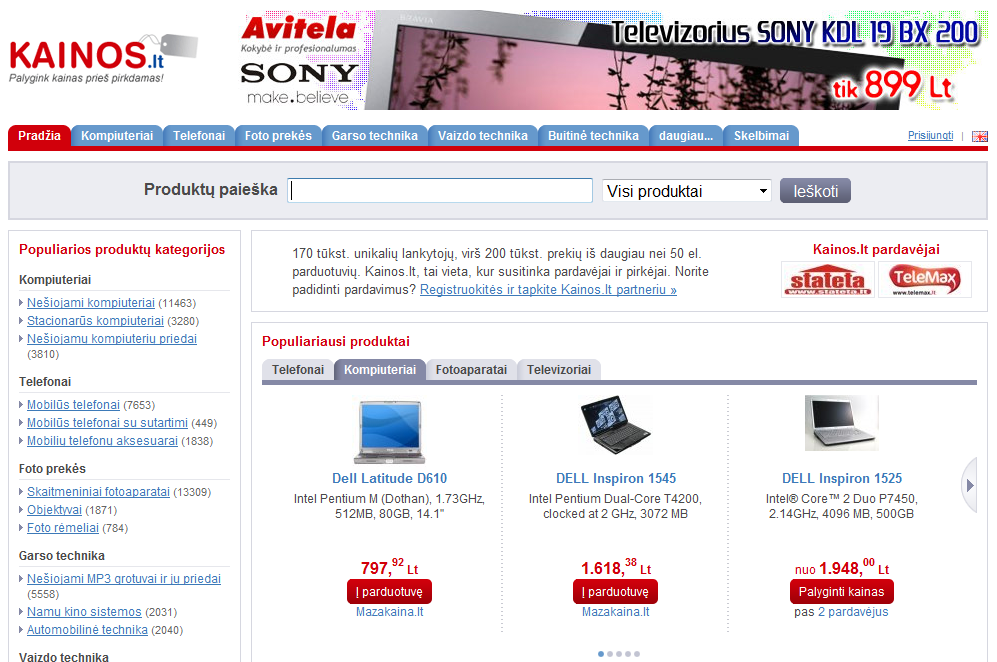 KAINOS.lt
Palygink kainas prieš pirkdamas!
Avitela
Kokybė ir profesionalumas
SONY
make.believe
Televizorius SONY KDL 19 BX 200
tik 899 Lt
Pradžia
Kompiuteriai
Telefonai
Foto prekės
Garso technika
Vaizdo technika
Buitinė technika
daugiau...
Skelbimai
Prisijungti |
Produktų paieška
Visi produktai
Ieškoti
Populiarios produktų kategorijos
Kompiuteriai
Nešiojami kompiuteriai (11463)
Stacionarūs kompiuteriai (3280)
Nešiojamu kompiuteriu priedai
(3810)
Telefonai
Mobilūs telefonai (7653)
Mobilūs telefonai su sutartimi (449)
Mobiliu telefonu aksesuarai (1838)
Foto prekės
Skaitmeniniai fotoaparatai (13309)
Objektyvai (1871)
Foto rėmeliai (784)
Garso technika
Nešiojami MP3 grotuvai ir ju priedai
(5558)
Namu kino sistemos (2031)
Automobilinė technika (2040)
Vaizdo technika
170 tūkst. unikalių lankytojų, virš 200 tūkst. prekių iš daugiau nei 50 el.
parduotuvių. Kainos.lt, tai vieta, kur susitinka pardavėjai ir pirkėjai. Norite
padidinti pardavimus? Registruokitės ir tapkite Kainos.lt partneriu »
Kainos.lt pardavėjai
stateta
www.stateta.lt
TeleMax
www.telemax.lt
Populiariausi produktai
Telefonai
Kompiuteriai
Fotoaparatai
Televizoriai
Dell Latitude D610
Intel Pentium M (Dothan), 1.73GHz,
512MB, 80GB, 14.1"
797,92 Lt
Į parduotuvę
Mazakaina.lt
DELL Inspiron 1545
Intel Pentium Dual-Core T4200,
clocked at 2 GHz, 3072 MB
1.618,38 Lt
Į parduotuvę
Mazakaina.lt
DELL Inspiron 1525
Intel® Core™ 2 Duo P7450,
2.14GHz, 4096 MB, 500GB
nuo 1.948,00 Lt
Palyginti kainas
pas 2 pardavėjus